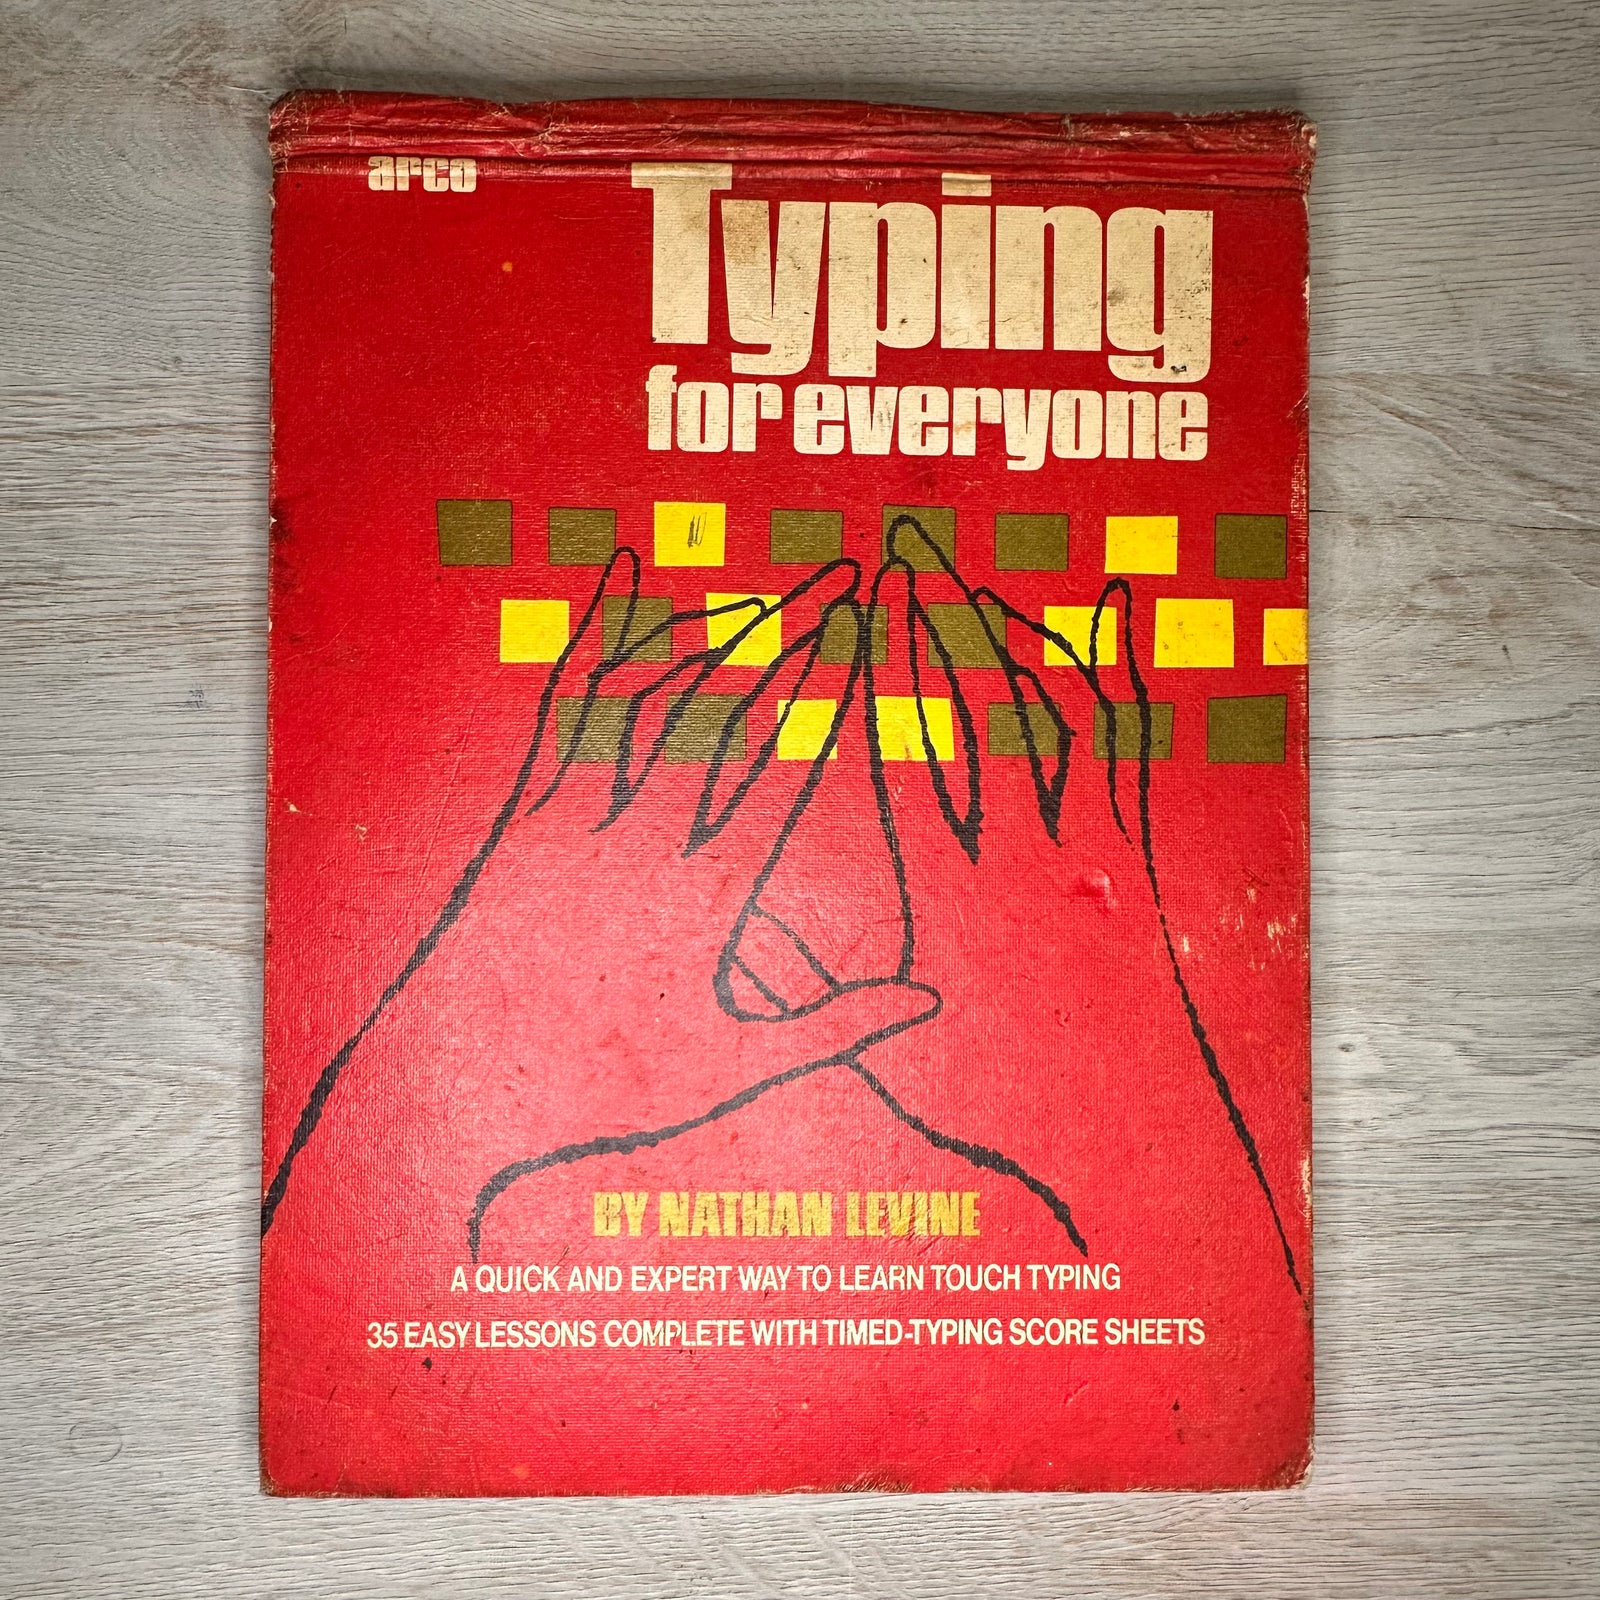 arco
Typing
for everyone
BY NATHAN LEVINE
A QUICK AND EXPERT WAY TO LEARN TOUCH TYPING
35 EASY LESSONS COMPLETE WITH TIMED-TYPING SCORE SHEETS